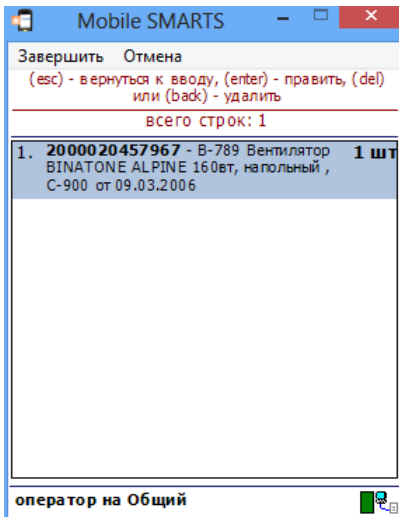 Mobile SMARTS
Завершить Отмена
(esc) - вернуться к вводу, (enter) - править, (del)
или (back) - удалить
всего строк: 1
1. 2000020457967 - В-789 Вентилятор 1 шт
BINATONE ALPINE 160вт, напольный ,
С-900 от 09.03.2006
оператор на Общий